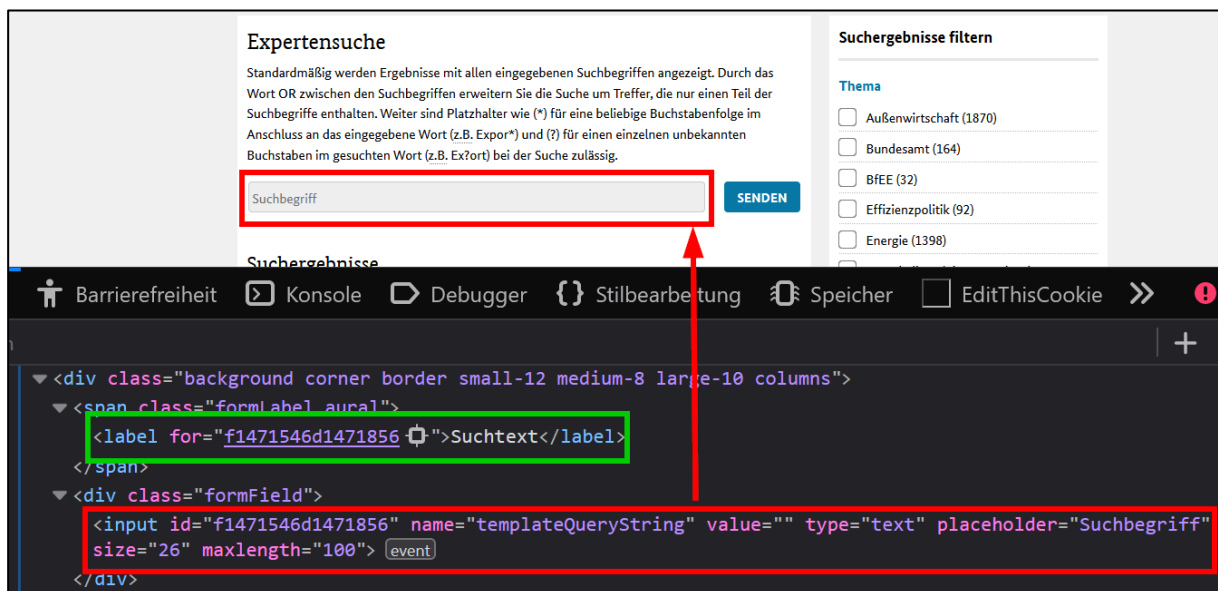 Expertensuche
Standardmäßig werden Ergebnisse mit allen eingegebenen Suchbegriffen angezeigt. Durch das
Wort OR zwischen den Suchbegriffen erweitern Sie die Suche um Treffer, die nur einen Teil der
Suchbegriffe enthalten. Weiter sind Platzhalter wie (*) für eine beliebige Buchstabenfolge im
Anschluss an das eingegebene Wort (z.B. Expor*) und (?) für einen einzelnen unbekannten
Buchstaben im gesuchten Wort (z.B. Ex?ort) bei der Suche zulässig.
Suchbegriff
SENDEN
Suchergebnisse
Suchergebnisse filtern
Thema
Außenwirtschaft (1870)
Bundesamt (164)
BfEE (32)
Effizienzpolitik (92)
Energie (1398)
Barrierefreiheit Konsole Debugger {} Stilbearbeitung Speicher EditThisCookie
<div class="background corner border small-12 medium-8 large-10 columns">
<span class="formLabel aural">
<label for="f1471546d1471856">Suchtext</label>
</span>
<div class="formField">
<input id="f1471546d1471856" name="templateQueryString" value="" type="text" placeholder="Suchbegriff"
size="26" maxlength="100"> event
</div>